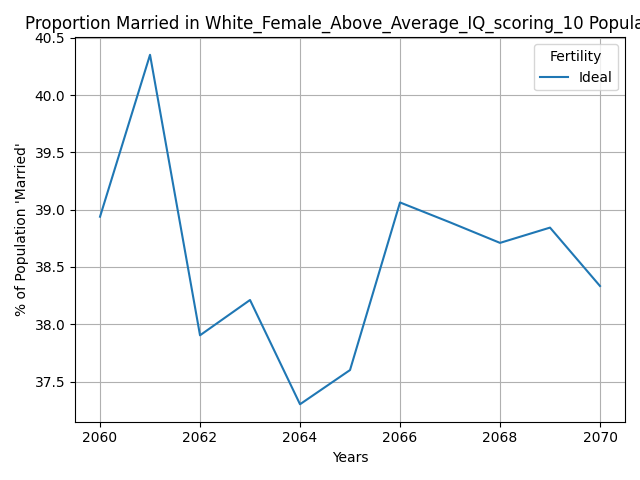 Proportion Married in White_Female_Above_Average_IQ_scoring_10 Popula
Fertility
Ideal
% of Population 'Married'
40.5
40.0
39.5
39.0
38.5
38.0
37.5
2060 2062 2064 2066 2068 2070
Years